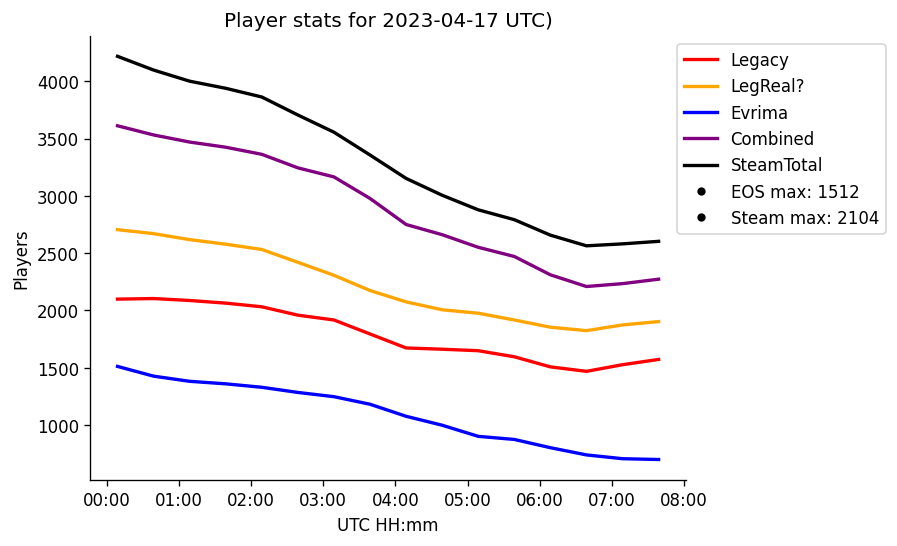 Player stats for 2023-04-17 UTC)
Legacy
LegReal?
Evrima
Combined
SteamTotal
EOS max: 1512
Steam max: 2104
Players
4000
3500
3000
2500
2000
1500
1000
00:00 01:00 02:00 03:00 04:00 05:00 06:00 07:00 08:00
UTC HH:mm